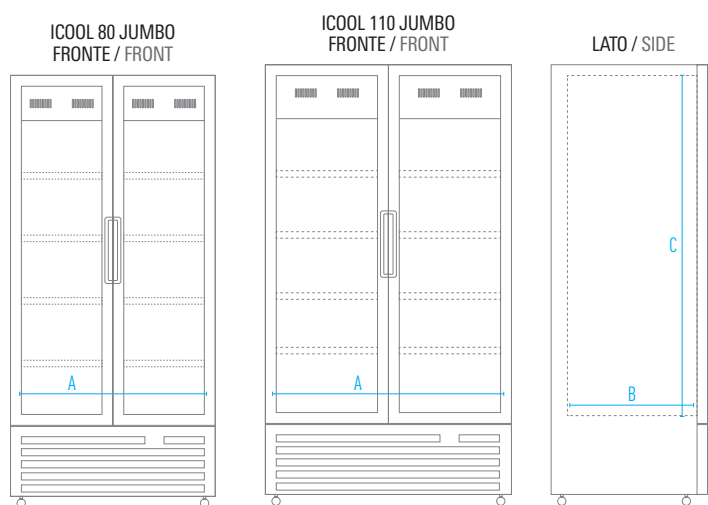 ICOOL 80 JUMBO
FRONTE / FRONT
ICOOL 110 JUMBO
FRONTE / FRONT
LATO / SIDE
A
A
B
C